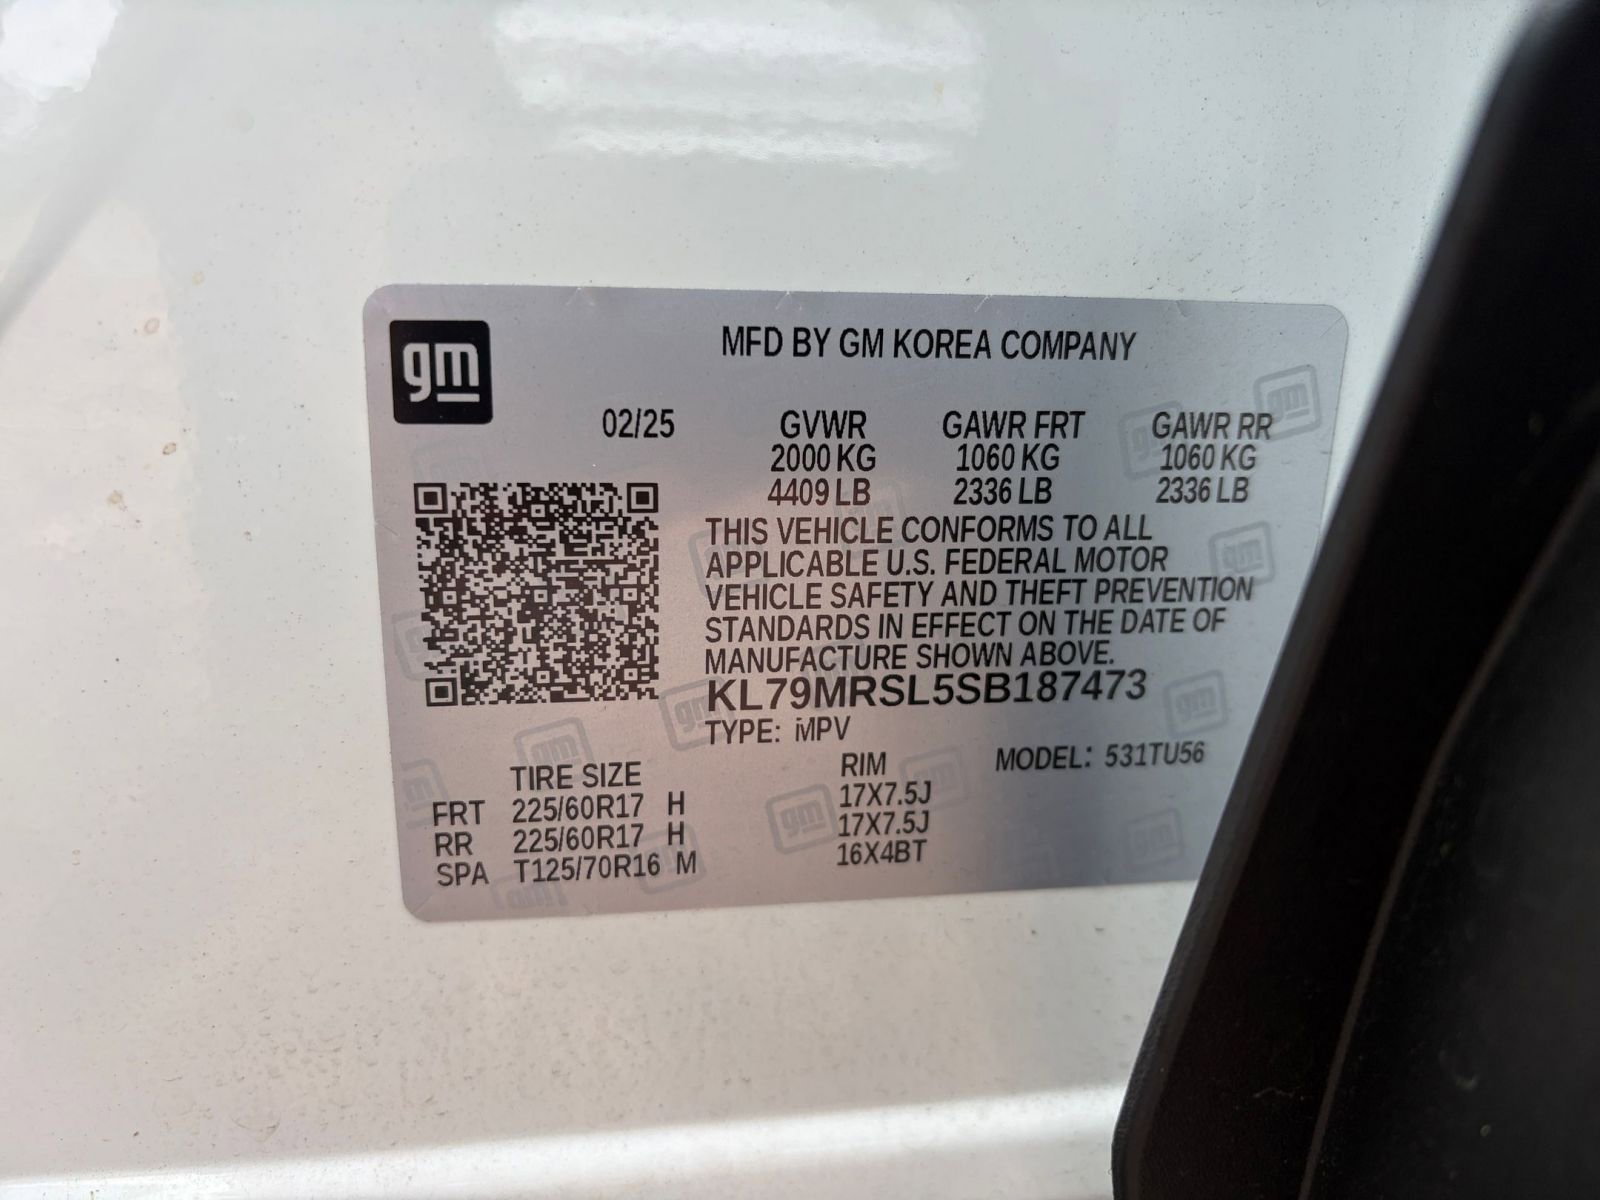 gm
MFD BY GM KOREA COMPANY
02/25 GVWR GAWR FRT GAWR RR
2000 KG 1060 KG 1060 KG
4409 LB 2336 LB 2336 LB
THIS VEHICLE CONFORMS TO ALL
APPLICABLE U.S. FEDERAL MOTOR
VEHICLE SAFETY AND THEFT PREVENTION
STANDARDS IN EFFECT ON THE DATE OF
MANUFACTURE SHOWN ABOVE.
KL79MRSL5SB187473
TYPE: MPV
TIRE SIZE RIM MODEL: 531TU56
FRT 225/60R17 H 17X7.5J
RR 225/60R17 H 17X7.5J
SPA T125/70R16 M 16X4BT